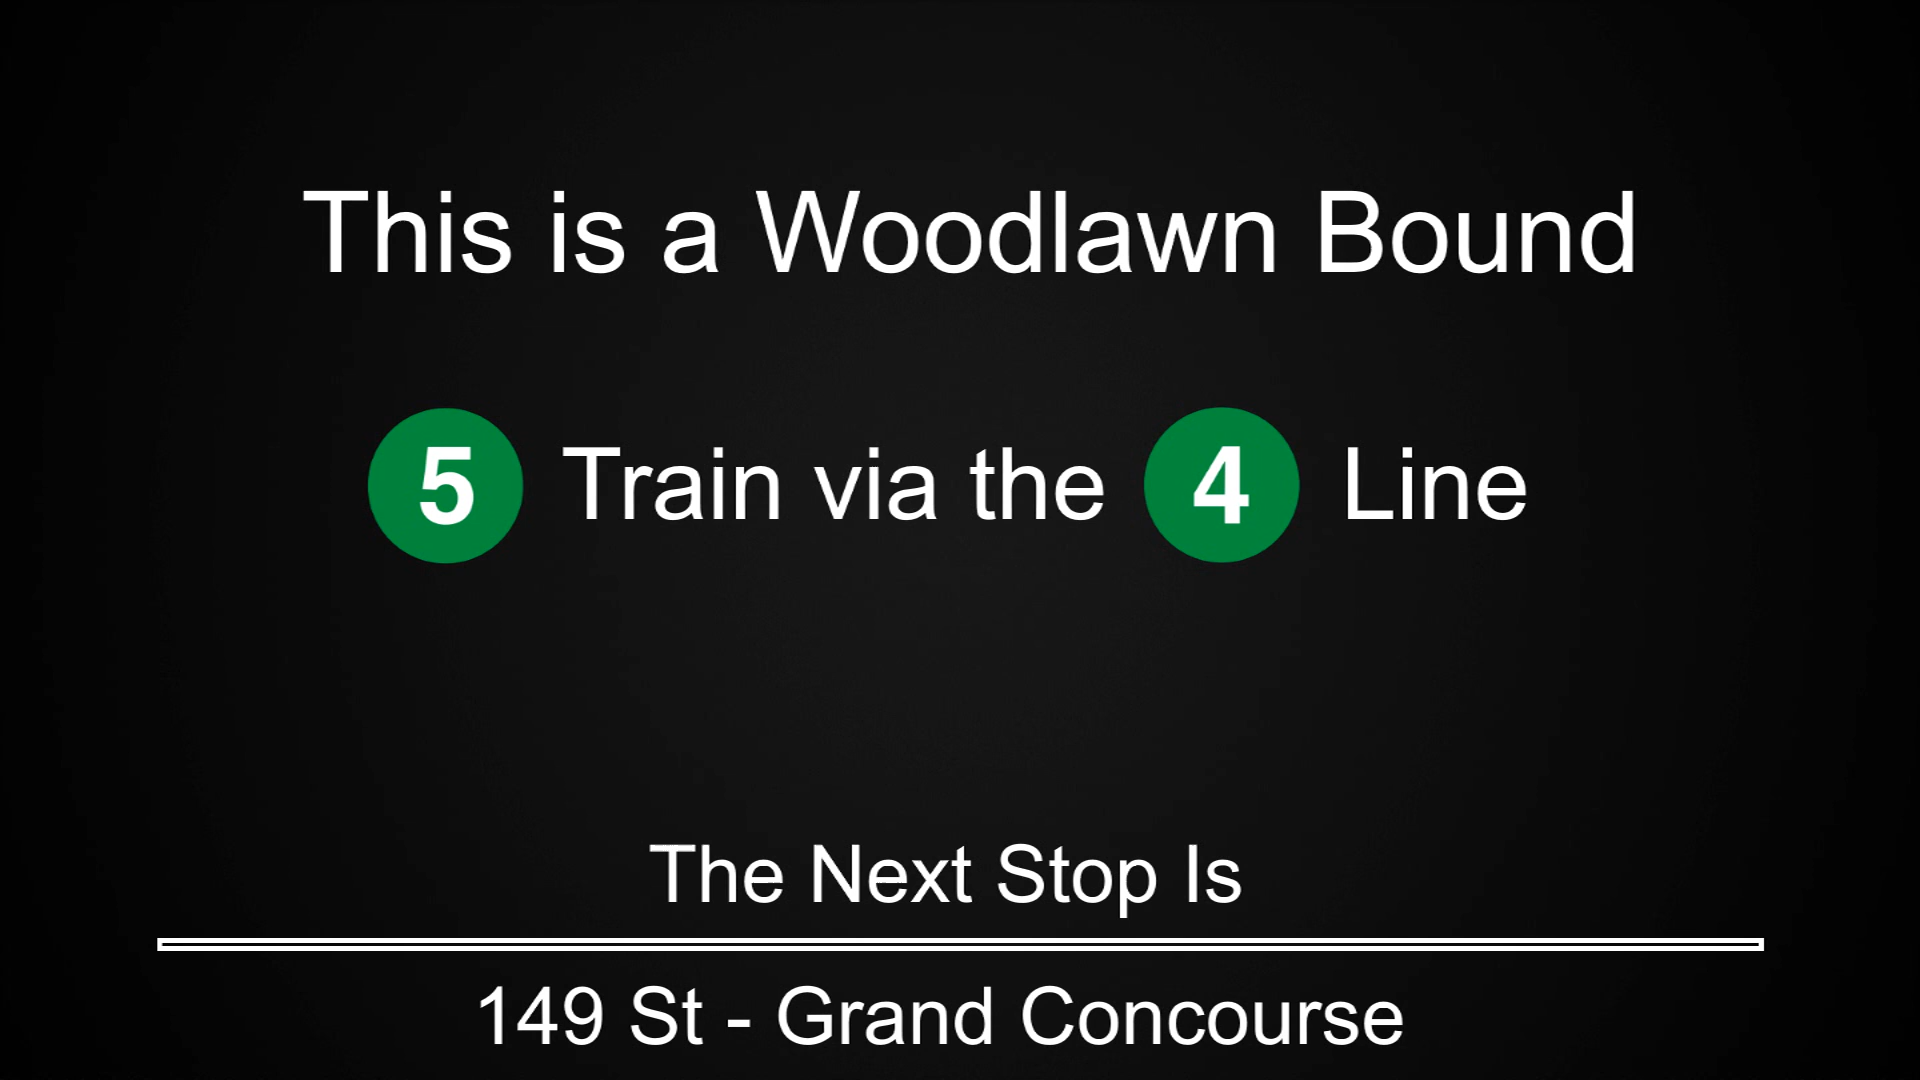 This is a Woodlawn Bound
5 Train via the 4 Line
The Next Stop Is
149 St - Grand Concourse